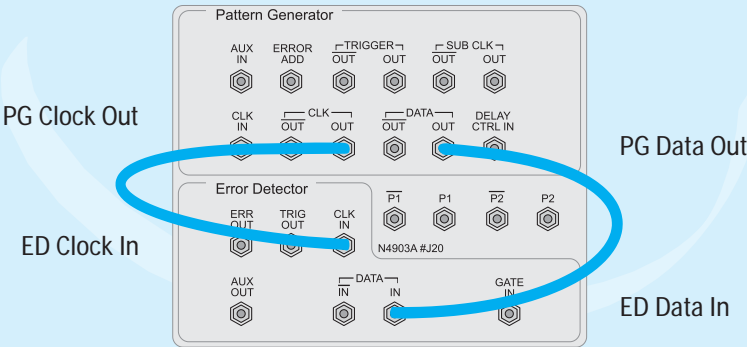 Pattern Generator
AUX IN
ERROR ADD
TRIGGER
OUT
OUT
SUB CLK
OUT
OUT
PG Clock Out
CLK IN
CLK
OUT
OUT
DATA
OUT
OUT
DELAY CTRL IN
PG Data Out
Error Detector
P1
P1
P2
P2
ERR OUT
TRIG OUT
CLK IN
ED Clock In
N4903A #J20
AUX OUT
DATA
IN
IN
GATE IN
ED Data In